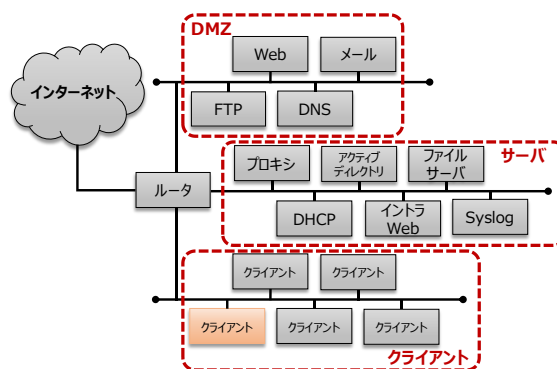 DMZ
Web
メール
インターネット
FTP
DNS
プロキシ
アクティブ
ディレクトリ
ファイル
サーバ
サーバ
ルータ
DHCP
イントラ
Web
Syslog
クライアント
クライアント
クライアント
クライアント
クライアント
クライアント